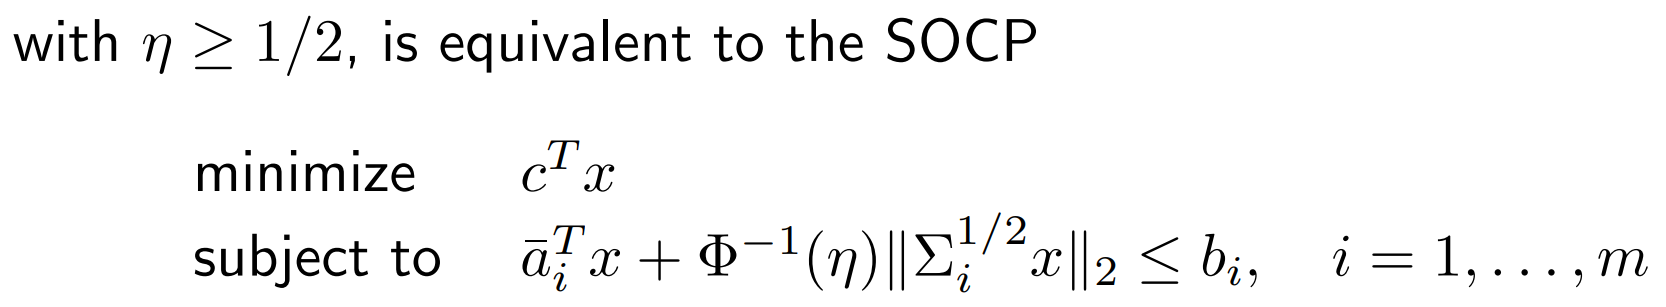 with η ≥ 1/2, is equivalent to the SOCP
minimize c^T x
subject to ā_i^T x + Φ^{-1}(η)‖Σ_i^{1/2} x‖_2 ≤ b_i, i = 1, . . . , m